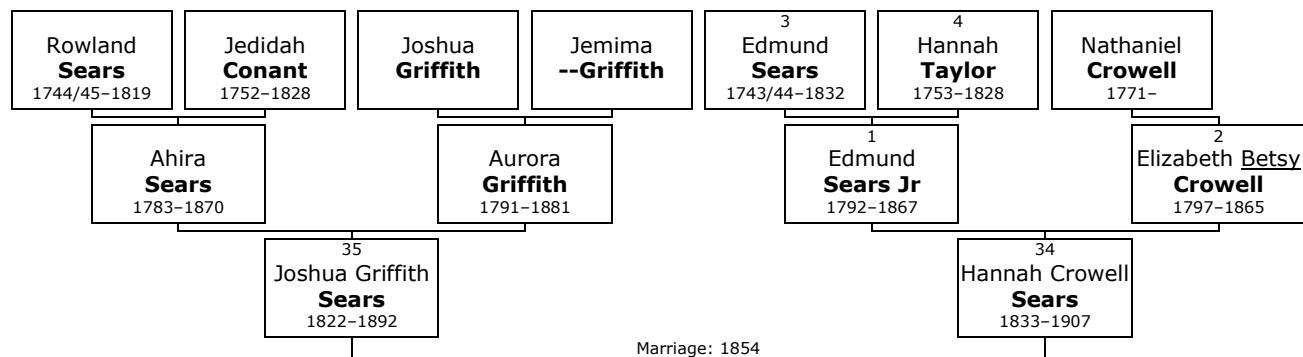 Rowland
Sears
1744/45–1819
Jedidah
Conant
1752–1828
Joshua
Griffith
Jemima
--Griffith
3
Edmund
Sears
1743/44–1832
4
Hannah
Taylor
1753–1828
Nathaniel
Crowell
1771–
Ahira
Sears
1783–1870
Aurora
Griffith
1791–1881
1
Edmund
Sears Jr
1792–1867
2
Elizabeth Betsy
Crowell
1797–1865
35
Joshua Griffith
Sears
1822–1892
34
Hannah Crowell
Sears
1833–1907
Marriage: 1854